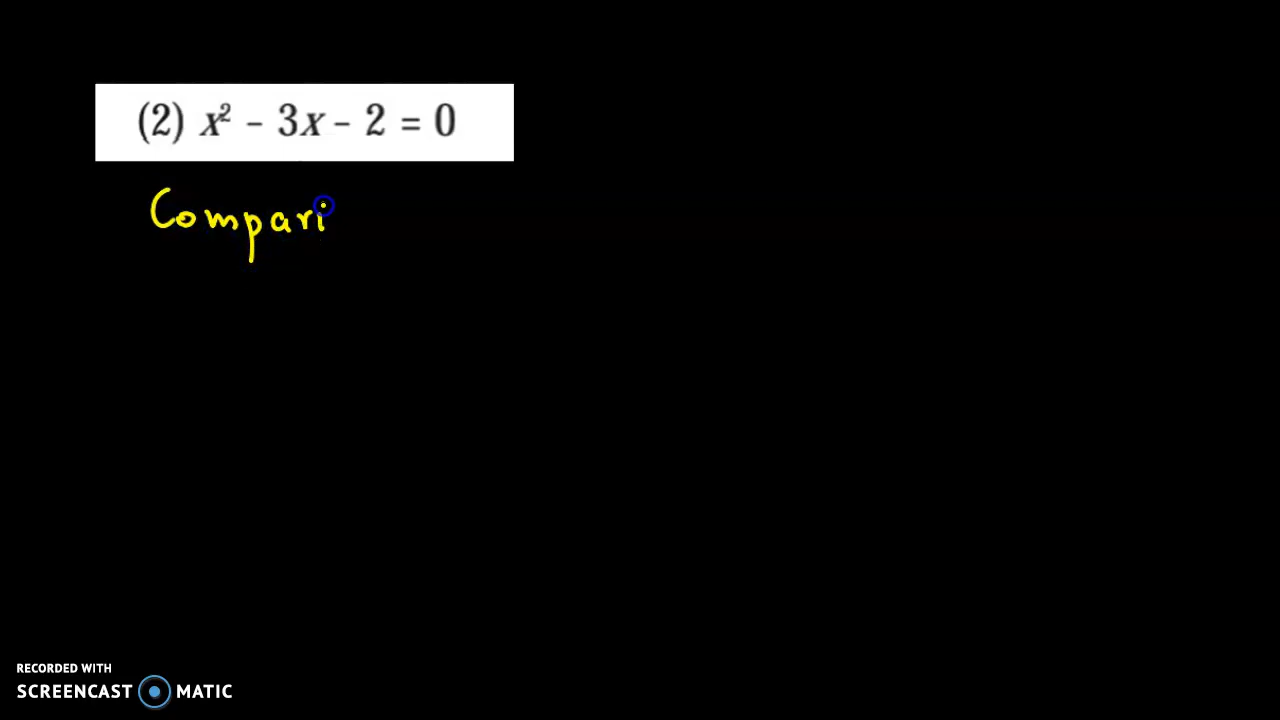 (2) x² - 3x - 2 = 0
Compari
RECORDED WITH
SCREENCAST MATIC